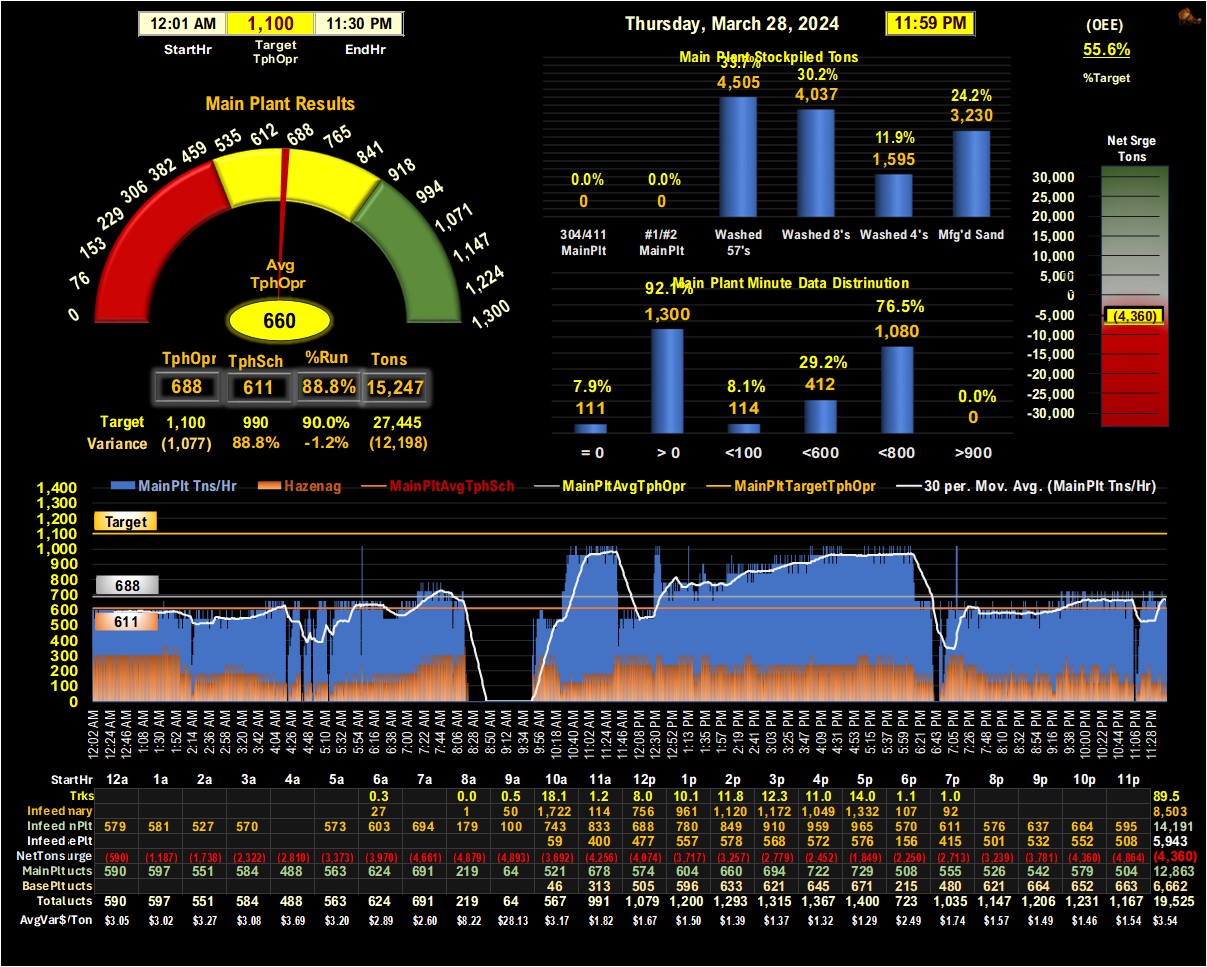 12:01 AM 1,100 11:30 PM
StartHr Target TphOpr EndHr
Thursday, March 28, 2024 11:59 PM
(OEE)
55.6%
%Target
Main Plant Results
0 76 153 229 306 382 459 535 612 688 765 841 918 994 1,071 1,147 1,224 1,300
Avg
TphOpr
660
TphOpr TphSch %Run Tons
688 611 88.8% 15,247
Target 1,100 990 90.0% 27,445
Variance (1,077) 88.8% -1.2% (12,198)
Main Plant Stockpiled Tons
0.0% 0.0% 33.7% 30.2% 11.9% 24.2%
0 0 4,505 4,037 1,595 3,230
304/411 MainPlt #1/#2 MainPlt Washed 57's Washed 8's Washed 4's Mfg'd Sand
Main Plant Minute Data Distrinution
7.9% 92.1% 8.1% 29.2% 76.5% 0.0%
111 1,300 114 412 1,080 0
= 0 > 0 <100 <600 <800 >900
Net Srge
Tons
30,000
25,000
20,000
15,000
10,000
5,000
0
-5,000
(4,360)
-10,000
-15,000
-20,000
-25,000
-30,000
MainPlt Tns/Hr Hazenag MainPltAvgTphSch MainPltAvgTphOpr MainPltTargetTphOpr 30 per. Mov. Avg. (MainPlt Tns/Hr)
1,400
1,300
1,200
1,100
1,000
900
800
700
600
500
400
300
200
100
0
Target
688
611
12:02 AM 12:24 AM 12:46 AM 1:08 AM 1:30 AM 1:52 AM 2:14 AM 2:36 AM 2:58 AM 3:20 AM 3:42 AM 4:04 AM 4:26 AM 4:48 AM 5:10 AM 5:32 AM 5:54 AM 6:16 AM 6:38 AM 7:00 AM 7:22 AM 7:44 AM 8:06 AM 8:28 AM 8:50 AM 9:12 AM 9:34 AM 9:56 AM 10:18 AM 10:40 AM 11:02 AM 11:24 AM 11:46 AM 12:08 PM 12:30 PM 12:52 PM 1:13 PM 1:35 PM 1:57 PM 2:19 PM 2:41 PM 3:03 PM 3:25 PM 3:47 PM 4:09 PM 4:31 PM 4:53 PM 5:15 PM 5:37 PM 5:59 PM 6:21 PM 6:43 PM 7:05 PM 7:26 PM 7:48 PM 8:10 PM 8:32 PM 8:54 PM 9:16 PM 9:38 PM 10:00 PM 10:22 PM 10:44 PM 11:06 PM 11:28 PM
StartHr 12a 1a 2a 3a 4a 5a 6a 7a 8a 9a 10a 11a 12p 1p 2p 3p 4p 5p 6p 7p 8p 9p 10p 11p
Trks 0.3 0.0 0.5 18.1 1.2 8.0 10.1 11.8 12.3 11.0 14.0 1.1 1.0 89.5
Infeed nary 27 1 50 1,722 114 756 961 1,120 1,172 1,049 1,332 107 92 8,503
Infeed nPlt 579 581 527 570 573 603 694 179 100 743 833 688 780 849 910 959 965 570 611 576 637 664 595 14,191
Infeed ePlt 59 400 477 557 578 568 572 576 156 415 501 532 552 508 5,943
NetTons urge (590) (1,187) (1,738) (2,322) (2,810) (3,373) (3,970) (4,661) (4,879) (4,893) (3,692) (4,256) (4,074) (3,717) (3,257) (2,779) (2,452) (1,849) (2,250) (2,713) (3,239) (3,781) (4,360) (4,864) (4,360)
MainPlt ucts 590 597 551 584 488 563 624 691 219 64 521 678 574 604 660 694 722 729 508 555 526 542 579 504 12,863
BasePlt ucts 46 313 505 596 633 621 645 671 215 480 621 664 652 663 6,662
Total ucts 590 597 551 584 488 563 624 691 219 64 567 991 1,079 1,200 1,293 1,315 1,367 1,400 723 1,035 1,147 1,206 1,231 1,167 19,525
AvgVar$/Ton $3.05 $3.02 $3.27 $3.08 $3.69 $3.20 $2.89 $2.60 $8.22 $28.13 $3.17 $1.82 $1.67 $1.50 $1.39 $1.37 $1.32 $1.29 $2.49 $1.74 $1.57 $1.49 $1.46 $1.54 $3.54